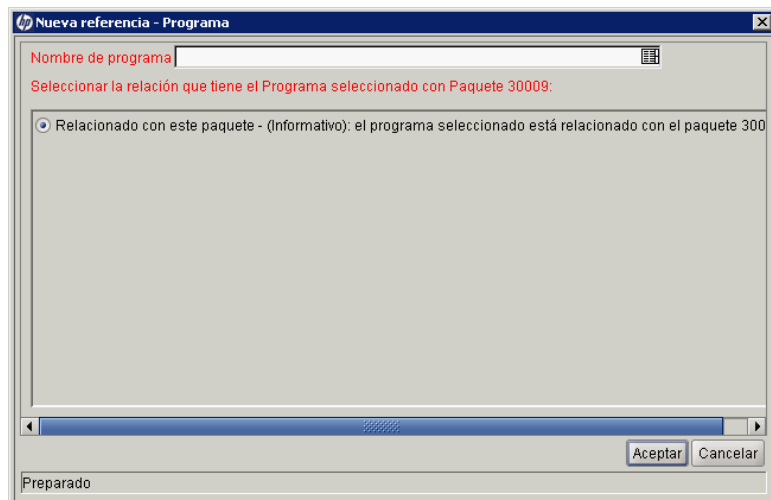 hp Nueva referencia - Programa
Nombre de programa
Seleccionar la relación que tiene el Programa seleccionado con Paquete 30009:
Relacionado con este paquete - (Informativo): el programa seleccionado está relacionado con el paquete 300
Aceptar Cancelar
Preparado